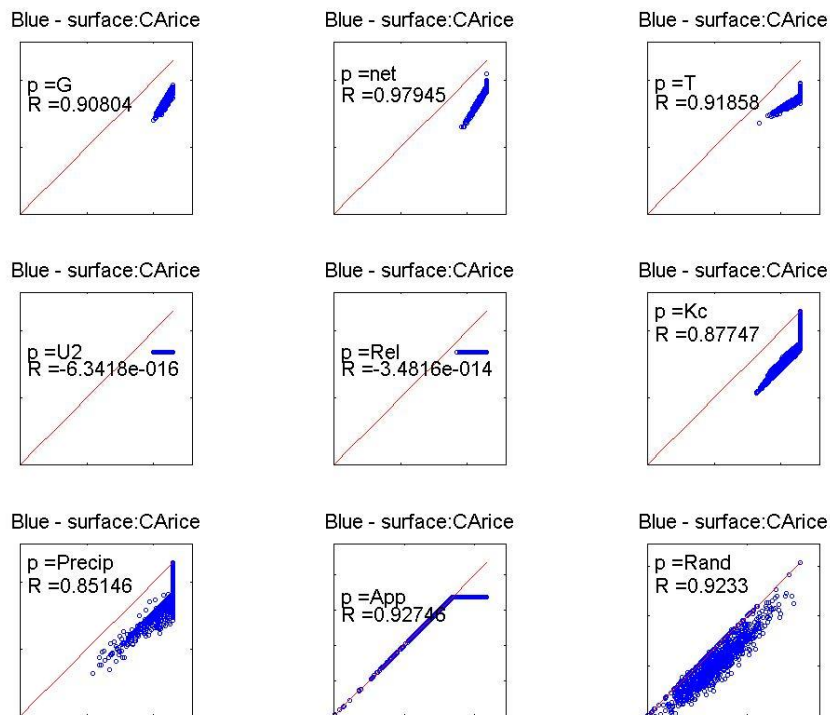 Blue - surface:CArice
p =G
R =0.90804
Blue - surface:CArice
p =net
R =0.97945
Blue - surface:CArice
p =T
R =0.91858
Blue - surface:CArice
p =U2
R =-6.3418e-016
Blue - surface:CArice
p =Rel
R =-3.4816e-014
Blue - surface:CArice
p =Kc
R =0.87747
Blue - surface:CArice
p =Precip
R =0.85146
Blue - surface:CArice
p =App
R =0.92746
Blue - surface:CArice
p =Rand
R =0.9233